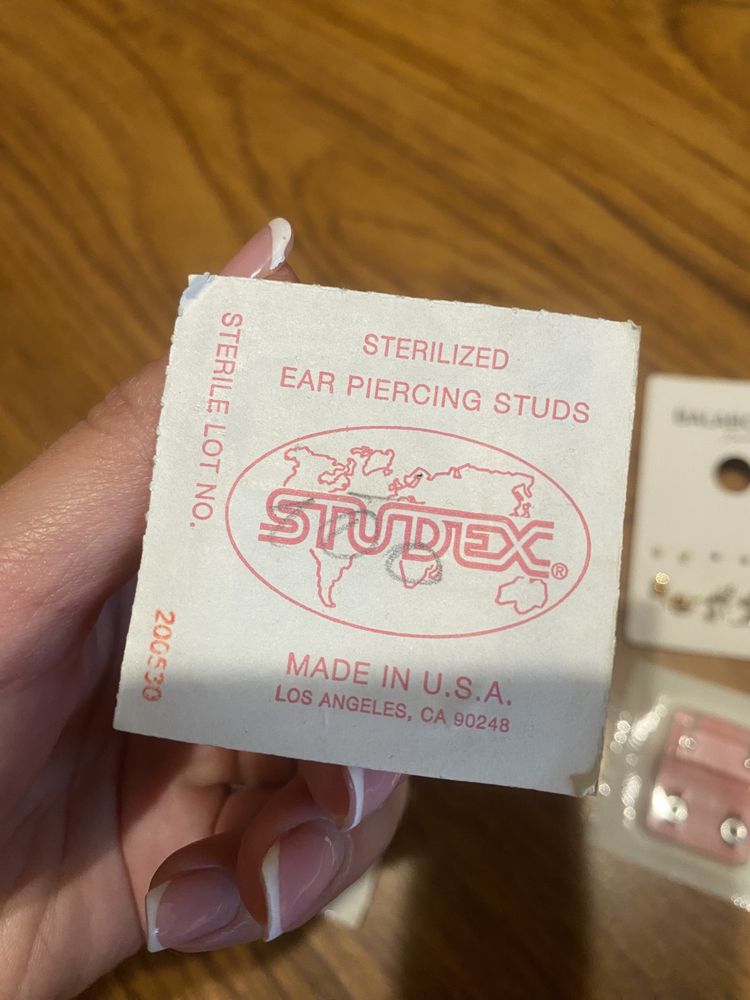 STERILIZED
EAR PIERCING STUDS
STERILE LOT NO.
STUDEX®
200530
MADE IN U.S.A.
LOS ANGELES, CA 90248